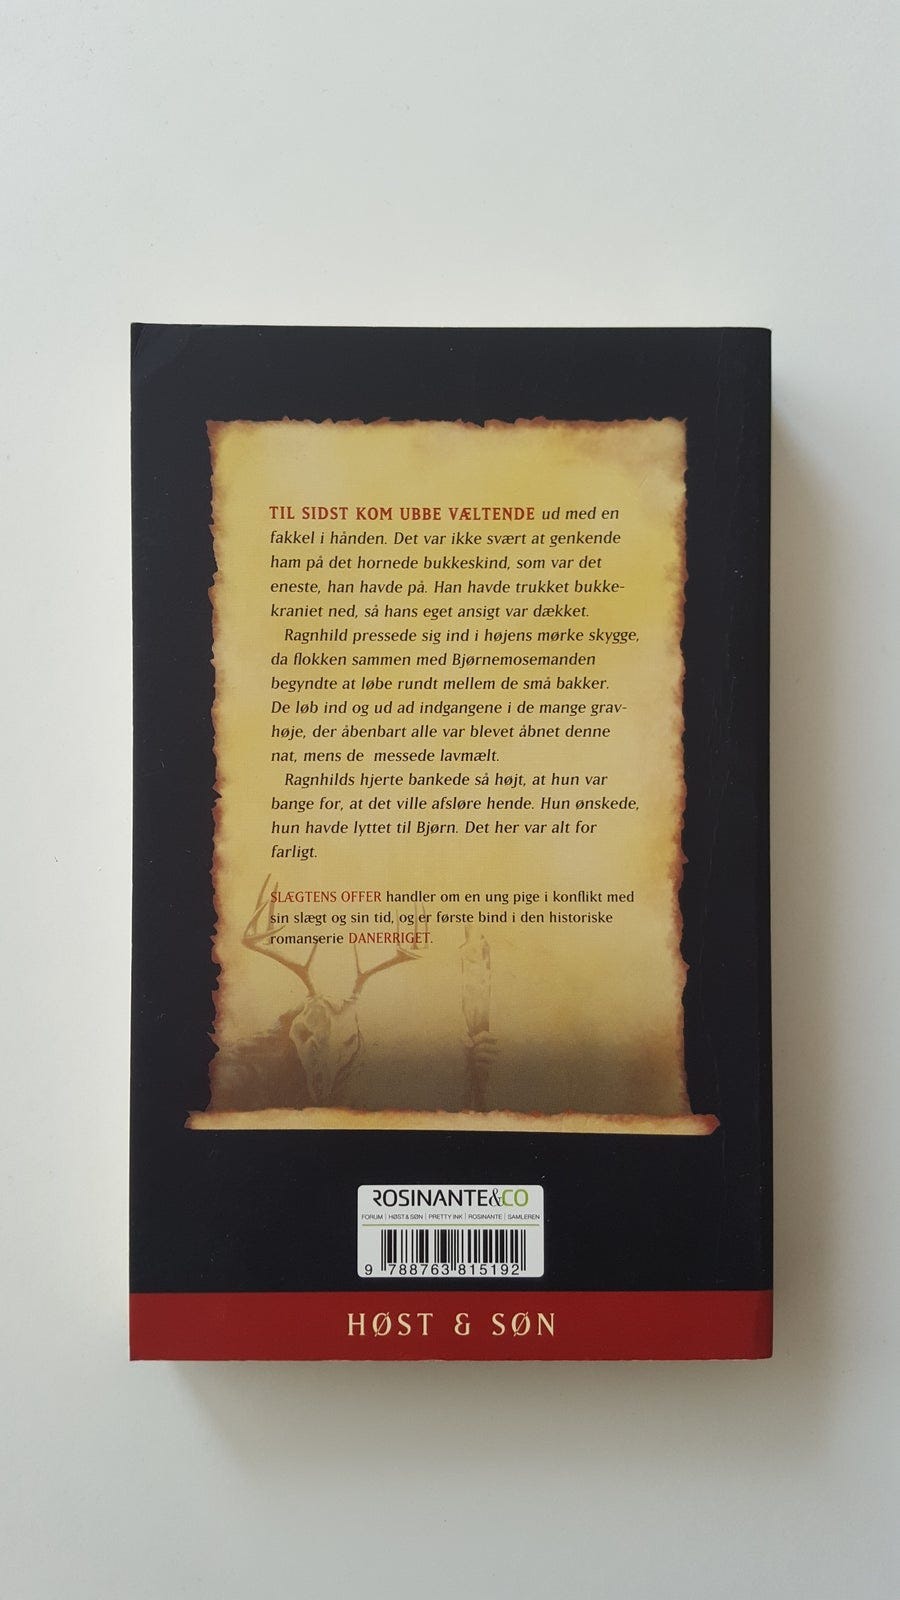 TIL SIDST KOM UBBE VÆLTENDE ud med en
fakkel i hånden. Det var ikke svært at genkende
ham på det hornede bukkeskind, som var det
eneste, han havde på. Han havde trukket bukke-
kraniet ned, så hans eget ansigt var dækket.
Ragnhild pressede sig ind i højens mørke skygge,
da flokken sammen med Bjørnemosemanden
begyndte at løbe rundt mellem de små bakker.
De løb ind og ud ad indgangene i de mange grav-
høje, der åbenbart alle var blevet åbnet denne
nat, mens de messede lavmælt.
Ragnhilds hjerte bankede så højt, at hun var
bange for, at det ville afsløre hende. Hun ønskede,
hun havde lyttet til Bjørn. Det her var alt for
farligt.
SLÆGTENS OFFER handler om en ung pige i konflikt med
sin slægt og sin tid, og er første bind i den historiske
romanserie DANERRIGET.
ROSINANTE&CO
FORUM | HØST&SØN | PRETTY INK | ROSINANTE | SAMLEREN
9 788763 815192
HØST & SØN